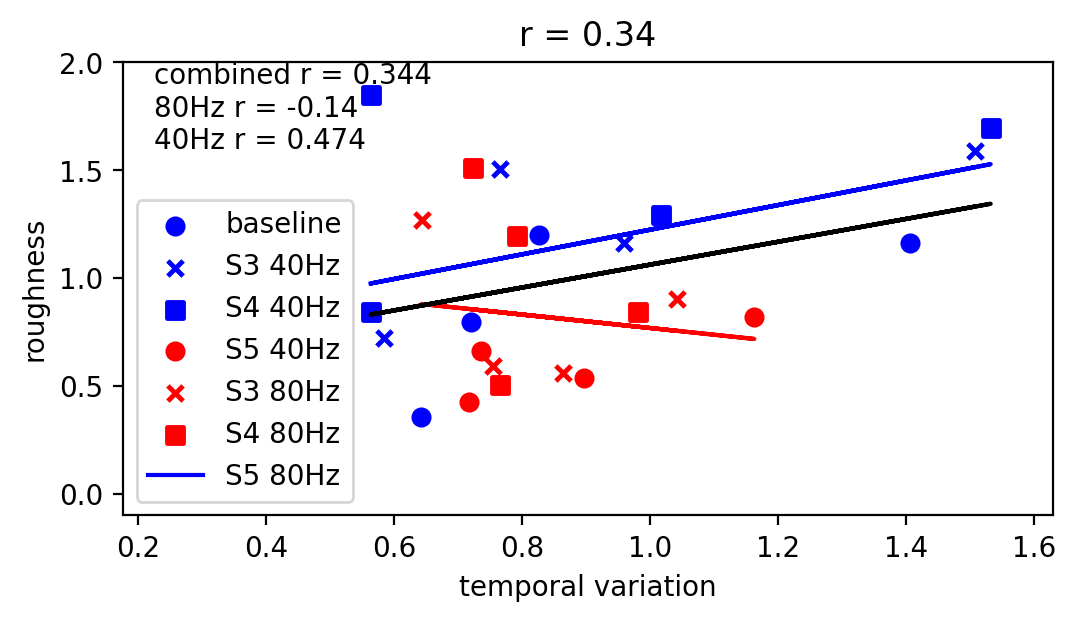 r = 0.34
combined r = 0.344
80Hz r = -0.14
40Hz r = 0.474
baseline
S3 40Hz
S4 40Hz
S5 40Hz
S3 80Hz
S4 80Hz
S5 80Hz
roughness
2.0
1.5
1.0
0.5
0.0
0.2 0.4 0.6 0.8 1.0 1.2 1.4 1.6
temporal variation